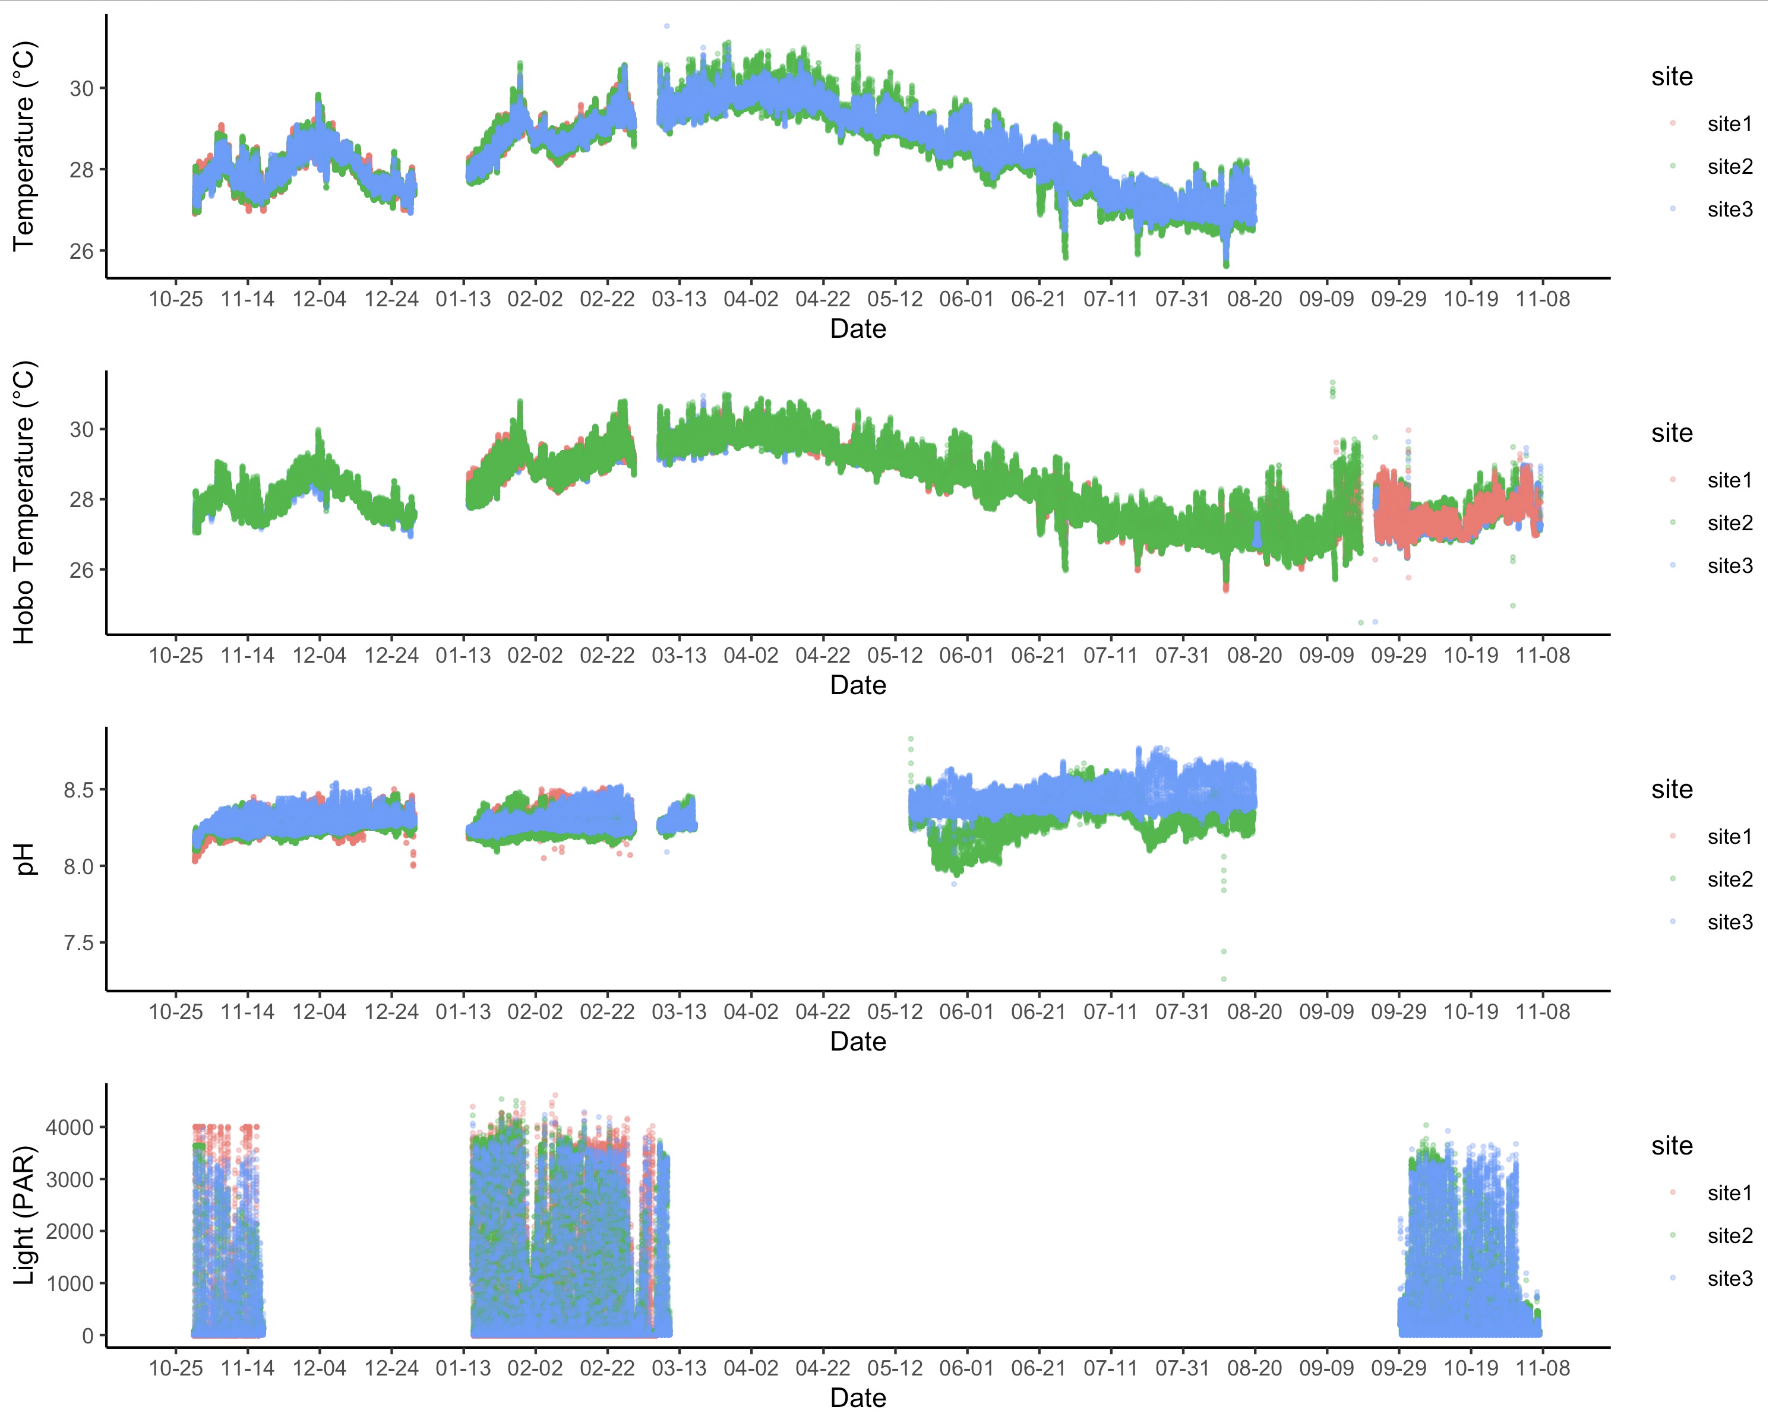 Temperature (°C)
30
28
26
10-25 11-14 12-04 12-24 01-13 02-02 02-22 03-13 04-02 04-22 05-12 06-01 06-21 07-11 07-31 08-20 09-09 09-29 10-19 11-08
Date
site
site1
site2
site3
Hobo Temperature (°C)
30
28
26
10-25 11-14 12-04 12-24 01-13 02-02 02-22 03-13 04-02 04-22 05-12 06-01 06-21 07-11 07-31 08-20 09-09 09-29 10-19 11-08
Date
site
site1
site2
site3
pH
8.5
8.0
7.5
10-25 11-14 12-04 12-24 01-13 02-02 02-22 03-13 04-02 04-22 05-12 06-01 06-21 07-11 07-31 08-20 09-09 09-29 10-19 11-08
Date
site
site1
site2
site3
Light (PAR)
4000
3000
2000
1000
0
10-25 11-14 12-04 12-24 01-13 02-02 02-22 03-13 04-02 04-22 05-12 06-01 06-21 07-11 07-31 08-20 09-09 09-29 10-19 11-08
Date
site
site1
site2
site3